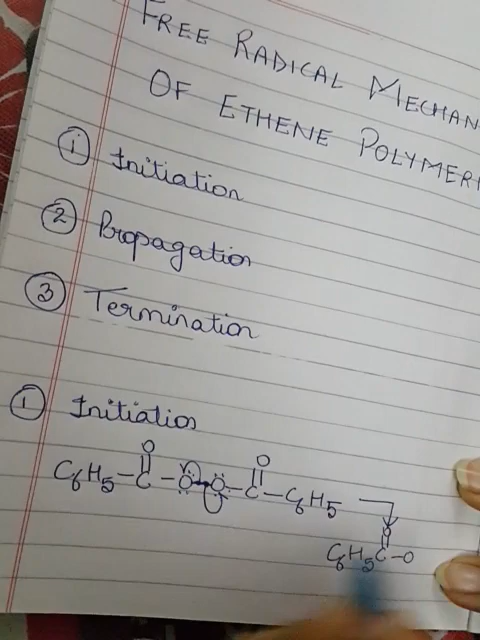 FREE RADICAL MECHAN
OF ETHENE POLYMER
① Initiation
② Propagation
③ Termination
① Initiation
O O
C6H5-C-O-O-C-C6H5
O
C6H5C-O